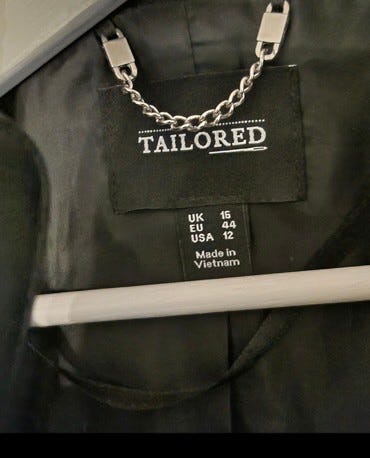 TAILORED
UK 16
EU 44
USA 12
Made in
Vietnam